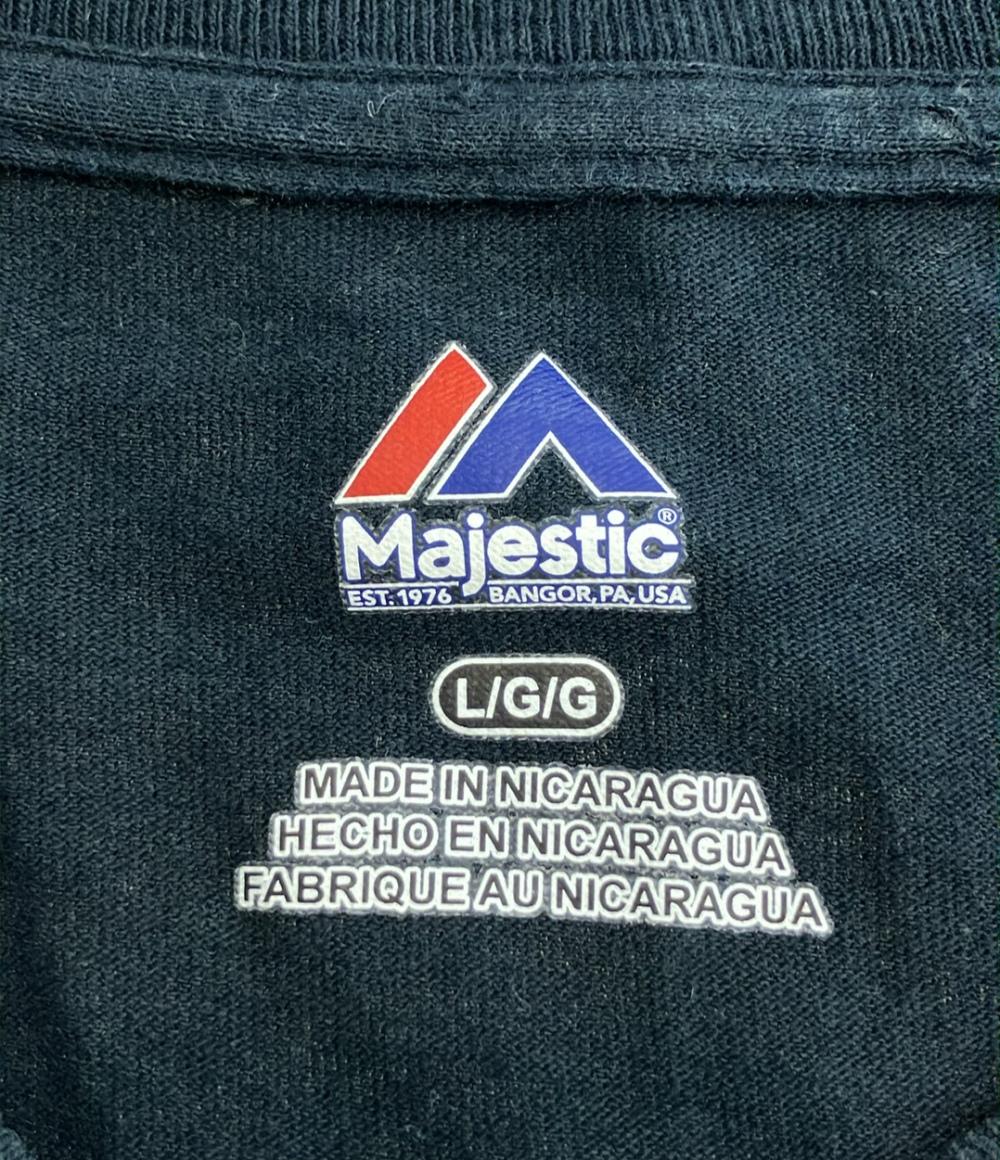 Majestic®
EST. 1976 BANGOR, PA, USA
L/G/G
MADE IN NICARAGUA
HECHO EN NICARAGUA
FABRIQUE AU NICARAGUA